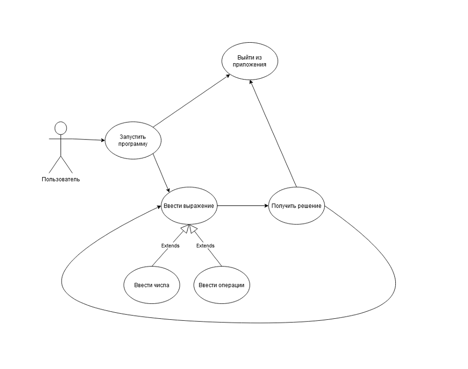 Выйти из
приложения
Запустить
программу
Пользователь
Ввести выражение
Получить решение
Extends
Extends
Ввести числа
Ввести операции